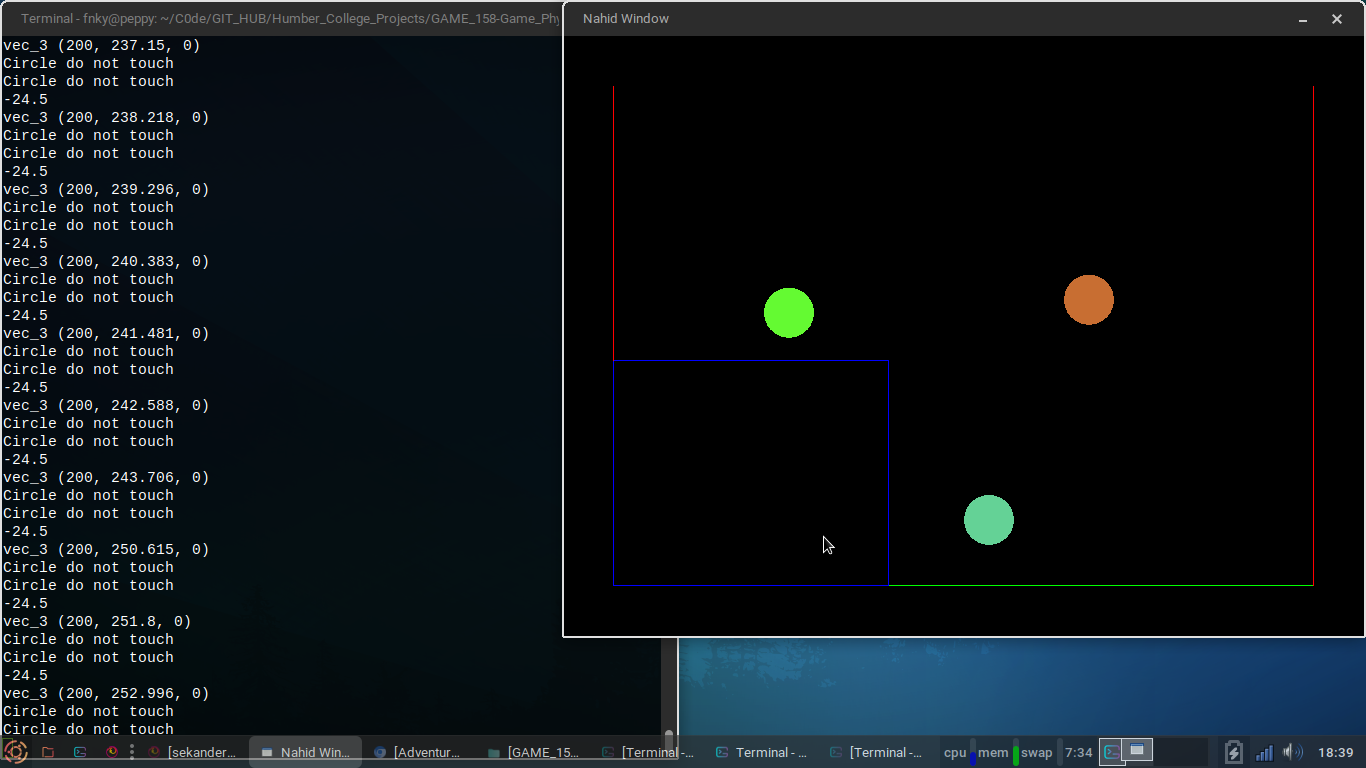 Terminal - fnky@peppy: ~/C0de/GIT_HUB/Humber_College_Projects/GAME_158-Game_Phy
Nahid Window
vec_3 (200, 237.15, 0)
Circle do not touch
Circle do not touch
-24.5
vec_3 (200, 238.218, 0)
Circle do not touch
Circle do not touch
-24.5
vec_3 (200, 239.296, 0)
Circle do not touch
Circle do not touch
-24.5
vec_3 (200, 240.383, 0)
Circle do not touch
Circle do not touch
-24.5
vec_3 (200, 241.481, 0)
Circle do not touch
Circle do not touch
-24.5
vec_3 (200, 242.588, 0)
Circle do not touch
Circle do not touch
-24.5
vec_3 (200, 243.706, 0)
Circle do not touch
Circle do not touch
-24.5
vec_3 (200, 250.615, 0)
Circle do not touch
Circle do not touch
-24.5
vec_3 (200, 251.8, 0)
Circle do not touch
Circle do not touch
-24.5
vec_3 (200, 252.996, 0)
Circle do not touch
Circle do not touch
[sekander... Nahid Win... [Adventur... [GAME_15... [Terminal -... Terminal - ... [Terminal -... cpu mem swap 7:34 18:39